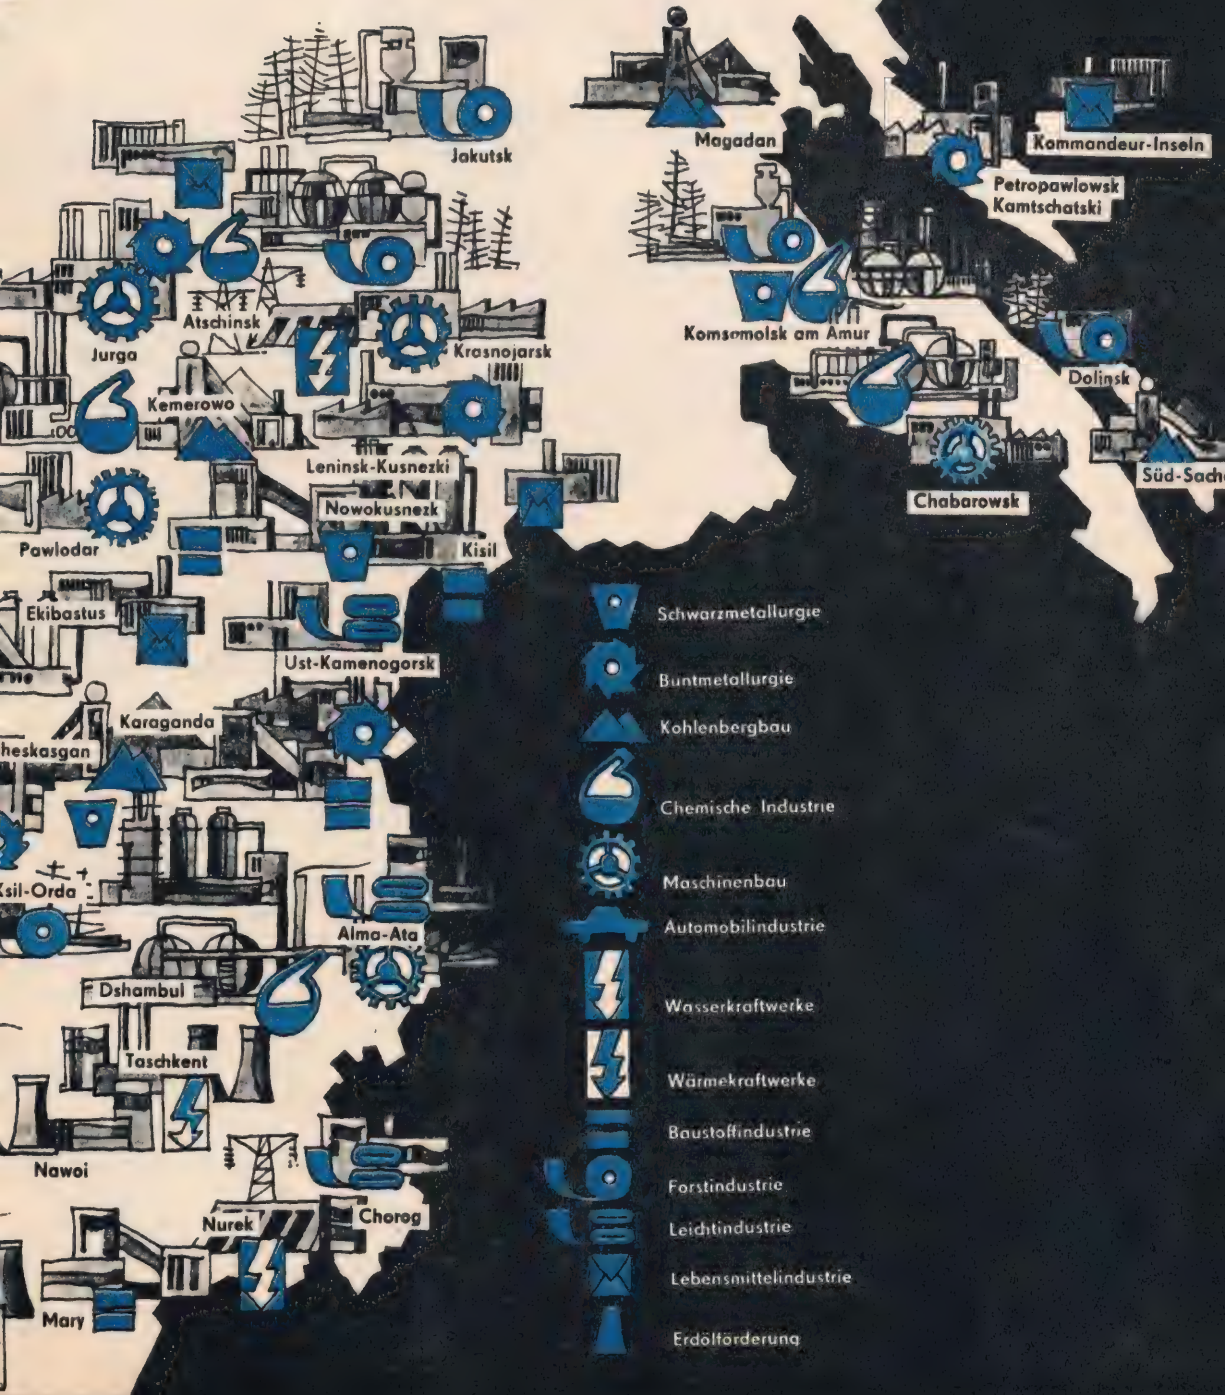 Jakutsk
Magadan
Kommandeur-Inseln
Petropawlowsk
Kamtschatski
Atschinsk
Jurga
Krasnojarsk
Komsomolsk am Amur
Dolinsk
Kemerowo
Leninsk-Kusnezki
Nowokusnezk
Süd-Sach
Chabarowsk
Pawlodar
Kisil
Ekibastus
Ust-Kamenogorsk
Karaganda
heskasgan
Ksil-Orda
Alma-Ata
Dshambul
Taschkent
Nawoi
Nurek
Chorog
Mary
Schwarzmetallurgie
Buntmetallurgie
Kohlenbergbau
Chemische Industrie
Maschinenbau
Automobilindustrie
Wasserkraftwerke
Wärmekraftwerke
Baustoffindustrie
Forstindustrie
Leichtindustrie
Lebensmittelindustrie
Erdölförderung